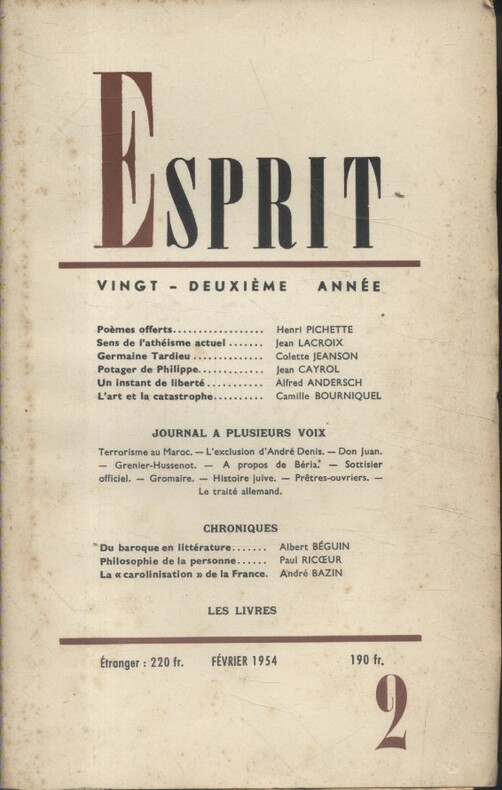 ESPRIT
VINGT - DEUXIÈME ANNÉE
Poèmes offerts.................. Henri PICHETTE
Sens de l'athéisme actuel ....... Jean LACROIX
Germaine Tardieu .............. Colette JEANSON
Potager de Philippe............. Jean CAYROL
Un instant de liberté ........... Alfred ANDERSCH
L'art et la catastrophe.......... Camille BOURNIQUEL
JOURNAL A PLUSIEURS VOIX
Terrorisme au Maroc. — L'exclusion d'André Denis. — Don Juan.
— Grenier-Hussenot. — A propos de Béria. — Sottisier
officiel. — Gromaire. — Histoire juive. — Prêtres-ouvriers. —
Le traité allemand.
CHRONIQUES
Du baroque en littérature....... Albert BÉGUIN
Philosophie de la personne...... Paul RICŒUR
La « carolinisation » de la France. André BAZIN
LES LIVRES
Étranger : 220 fr. FÉVRIER 1954 190 fr.
2